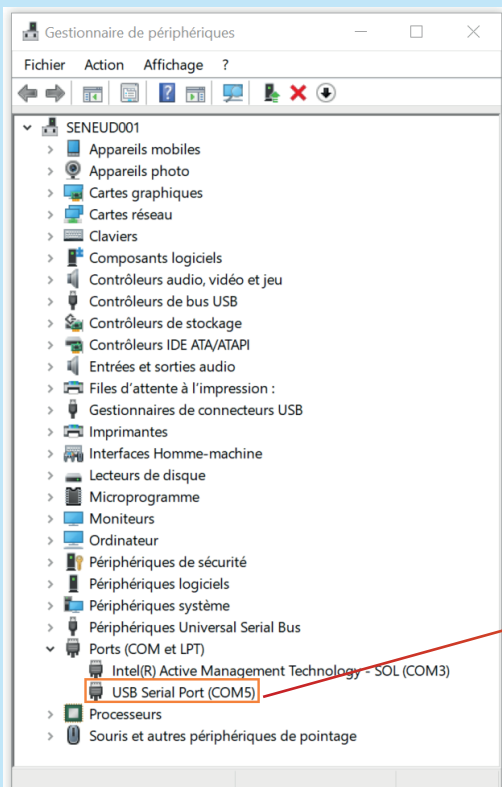 Gestionnaire de périphériques
Fichier Action Affichage ?
SENEUD001
Appareils mobiles
Appareils photo
Cartes graphiques
Cartes réseau
Claviers
Composants logiciels
Contrôleurs audio, vidéo et jeu
Contrôleurs de bus USB
Contrôleurs de stockage
Contrôleurs IDE ATA/ATAPI
Entrées et sorties audio
Files d'attente à l'impression :
Gestionnaires de connecteurs USB
Imprimantes
Interfaces Homme-machine
Lecteurs de disque
Microprogramme
Moniteurs
Ordinateur
Périphériques de sécurité
Périphériques logiciels
Périphériques système
Périphériques Universal Serial Bus
Ports (COM et LPT)
Intel(R) Active Management Technology - SOL (COM3)
USB Serial Port (COM5)
Processeurs
Souris et autres périphériques de pointage